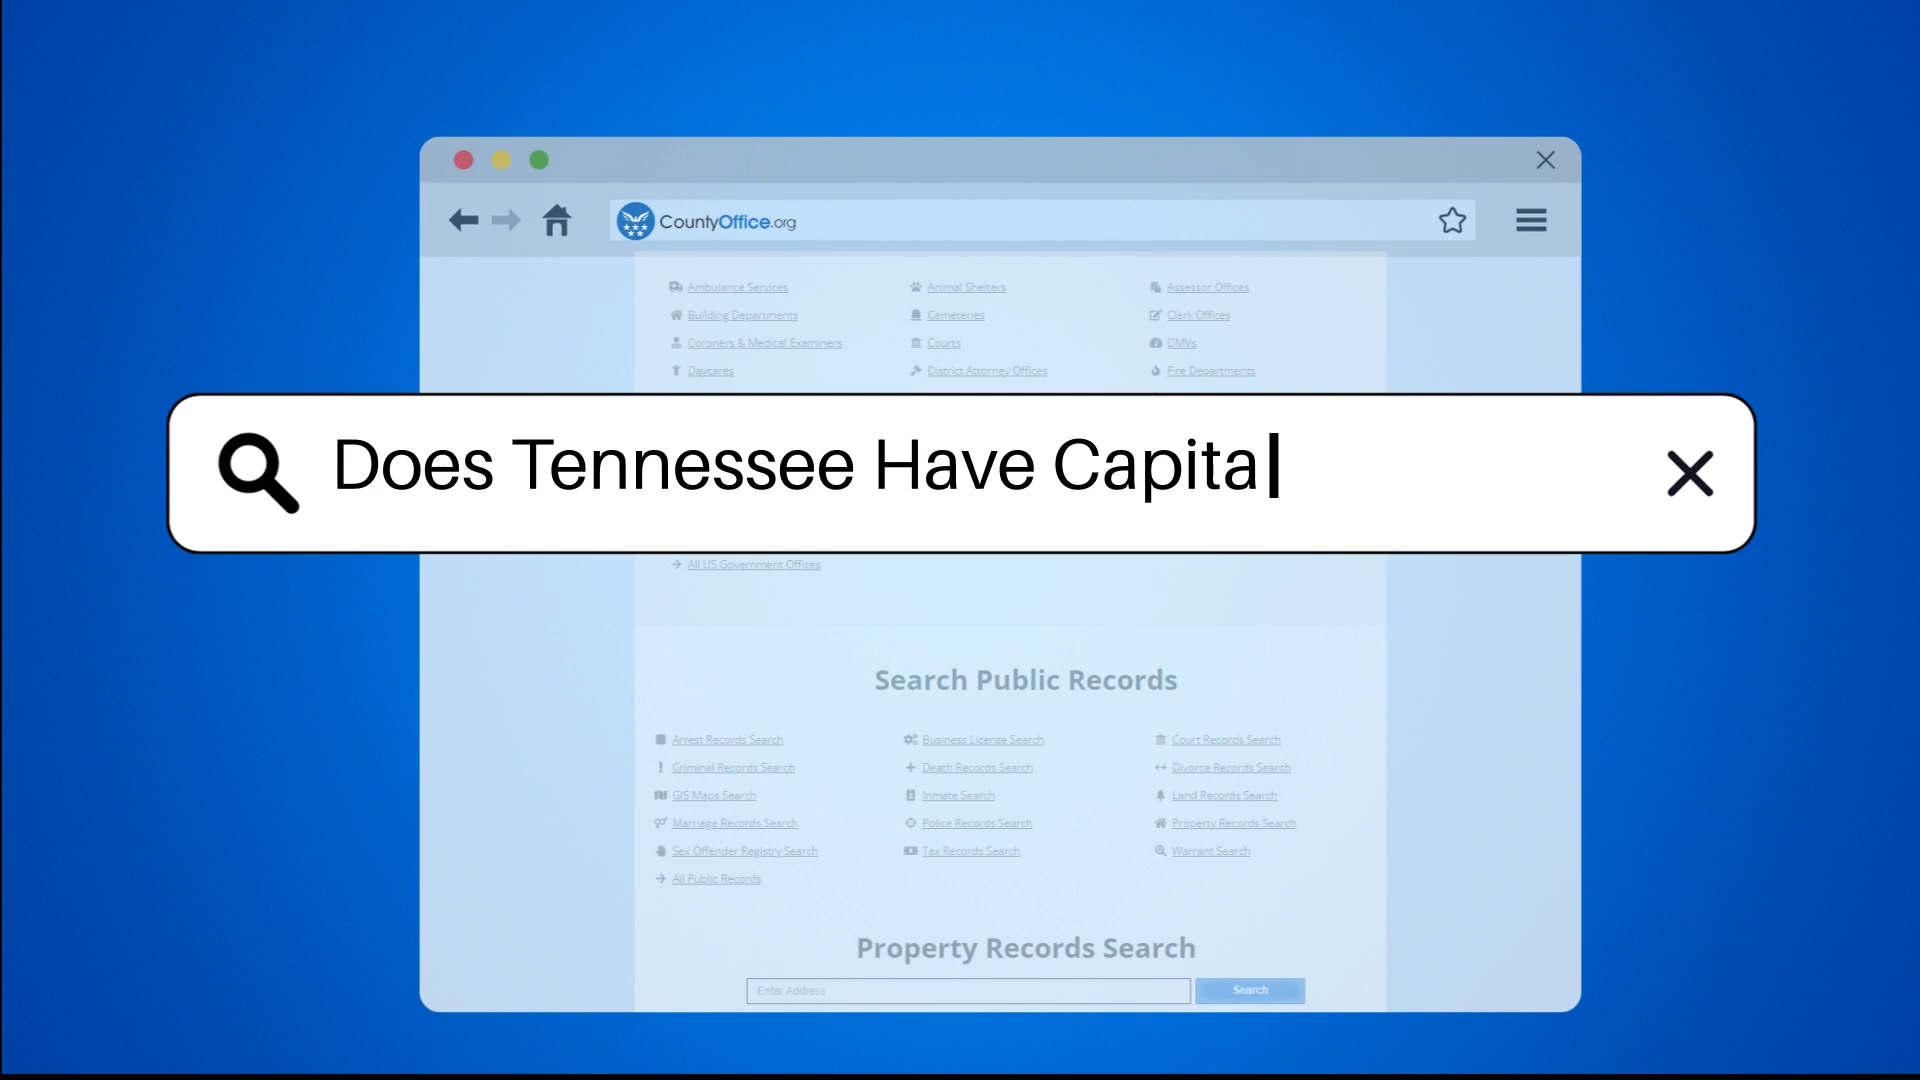 CountyOffice.org
Ambulance Services Animal Shelters Assessor Offices
Building Departments Cemeteries Clerk Offices
Coroners & Medical Examiners Courts DMVs
Daycares District Attorney Offices Fire Departments
Does Tennessee Have Capita
All US Government Offices
Search Public Records
Arrest Records Search Business License Search Court Records Search
Criminal Records Search Death Records Search Divorce Records Search
GIS Maps Search Inmate Search Land Records Search
Marriage Records Search Police Records Search Property Records Search
Sex Offender Registry Search Tax Records Search Warrant Search
All Public Records
Property Records Search
Enter Address Search